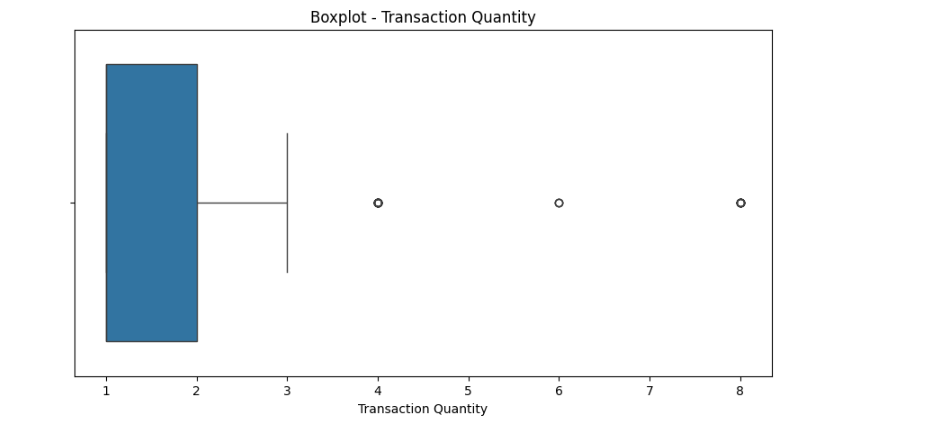 Boxplot - Transaction Quantity
1 2 3 4 5 6 7 8
Transaction Quantity